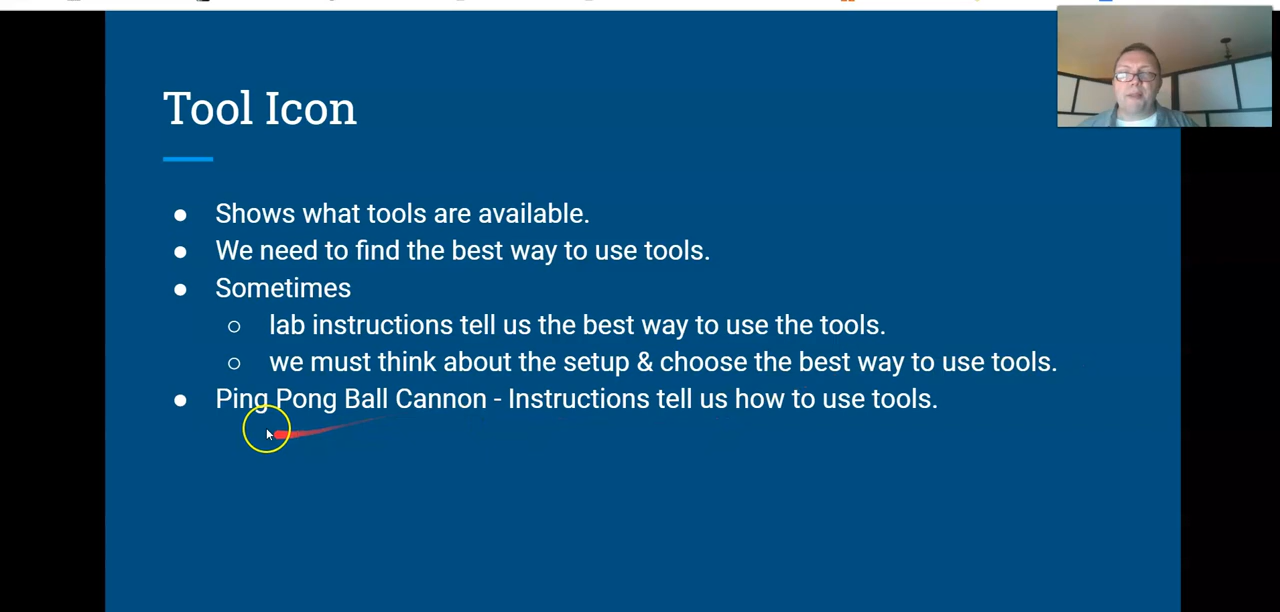 Tool Icon
Shows what tools are available.
We need to find the best way to use tools.
Sometimes
lab instructions tell us the best way to use the tools.
we must think about the setup & choose the best way to use tools.
Ping Pong Ball Cannon - Instructions tell us how to use tools.